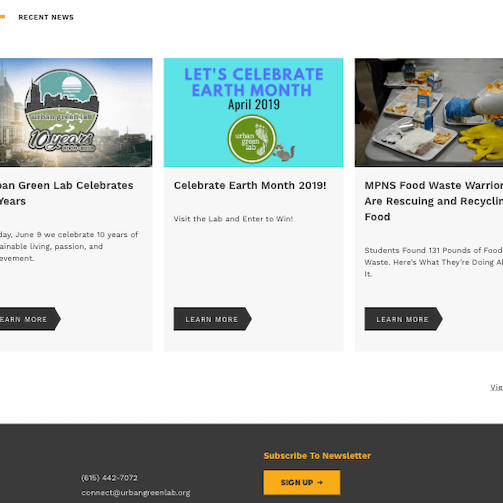 RECENT NEWS
urban green lab
10 years
LET'S CELEBRATE
EARTH MONTH
April 2019
urban
green
lab
ban Green Lab Celebrates
Years
day, June 9 we celebrate 10 years of
ainable living, passion, and
evement.
EARN MORE
Celebrate Earth Month 2019!
Visit the Lab and Enter to Win!
LEARN MORE
MPNS Food Waste Warrior
Are Rescuing and Recyclin
Food
Students Found 131 Pounds of Food
Waste. Here's What They're Doing A
It.
LEARN MORE
Vie
(615) 442-7072
connect@urbangreenlab.org
Subscribe To Newsletter
SIGN UP →